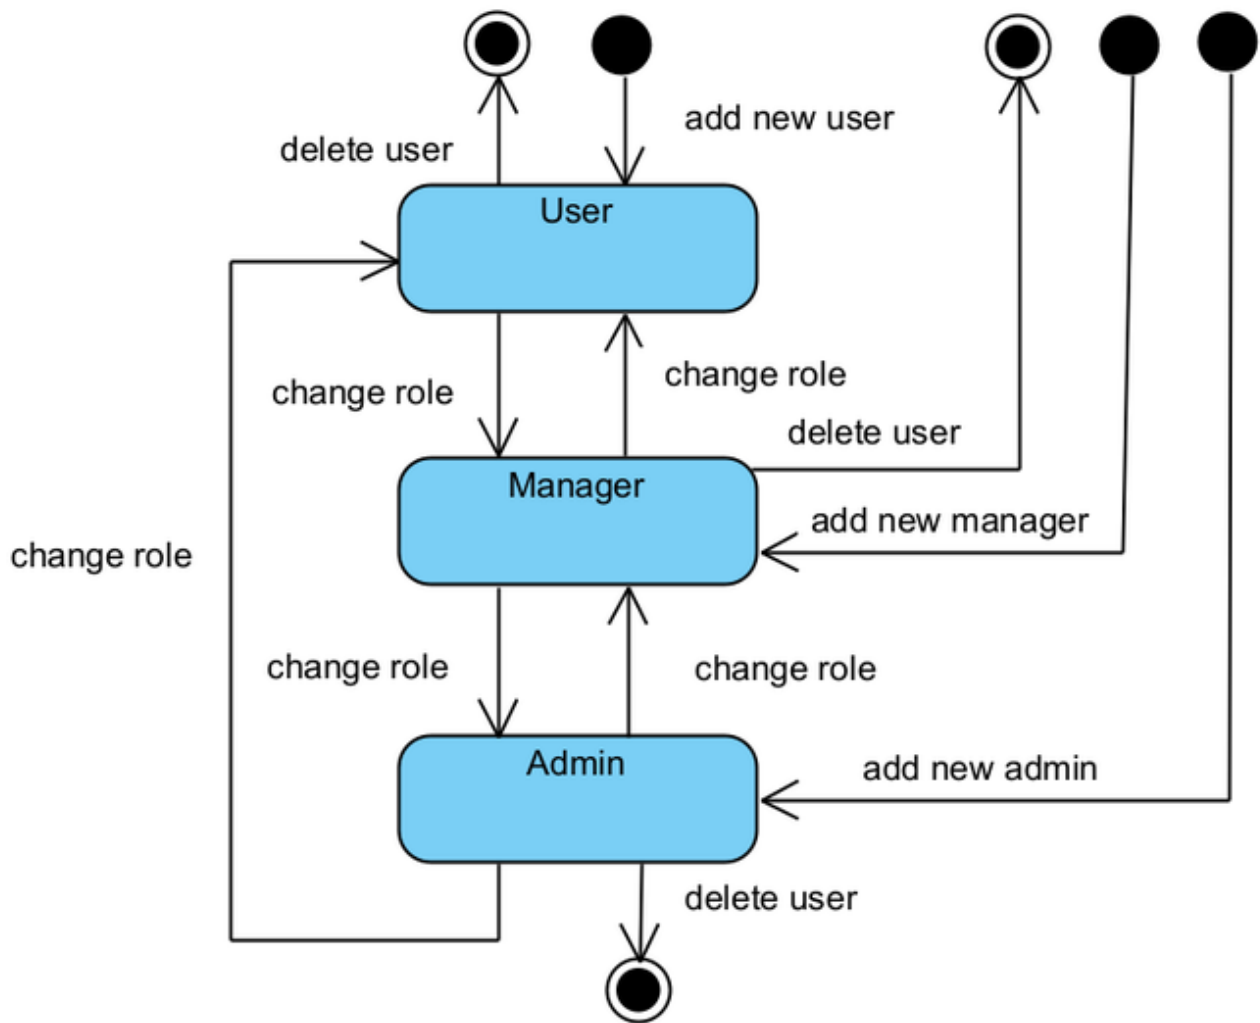 add new user
delete user
User
change role
change role
delete user
Manager
add new manager
change role
change role
change role
Admin
add new admin
delete user